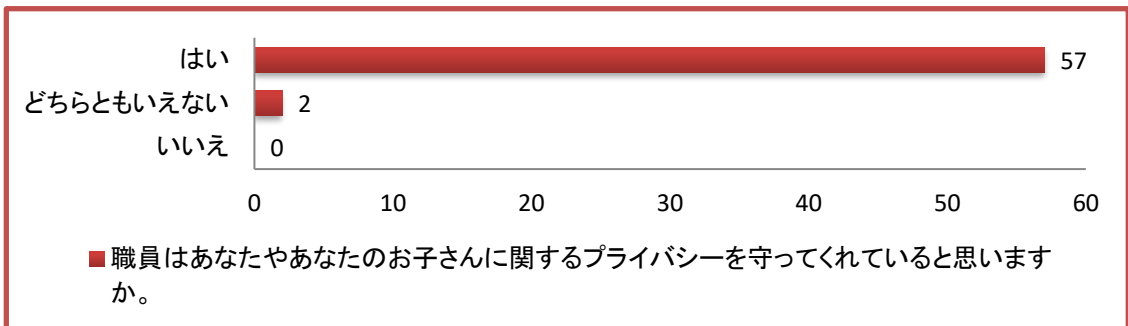 はい 57
どちらともいえない 2
いいえ 0
0 10 20 30 40 50 60
職員はあなたやあなたのお子さんに関するプライバシーを守ってくれていると思います
か。